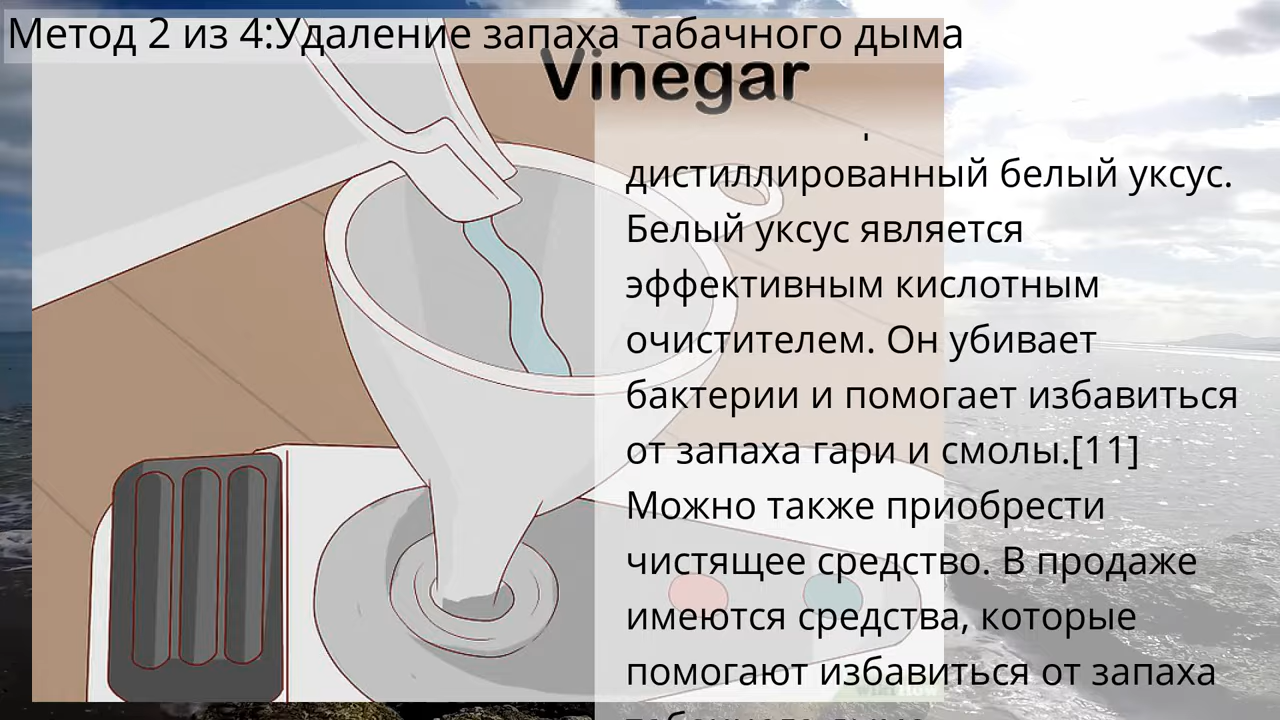 Метод 2 из 4:Удаление запаха табачного дыма
Vinegar
дистиллированный белый уксус.
Белый уксус является
эффективным кислотным
очистителем. Он убивает
бактерии и помогает избавиться
от запаха гари и смолы.[11]
Можно также приобрести
чистящее средство. В продаже
имеются средства, которые
помогают избавиться от запаха